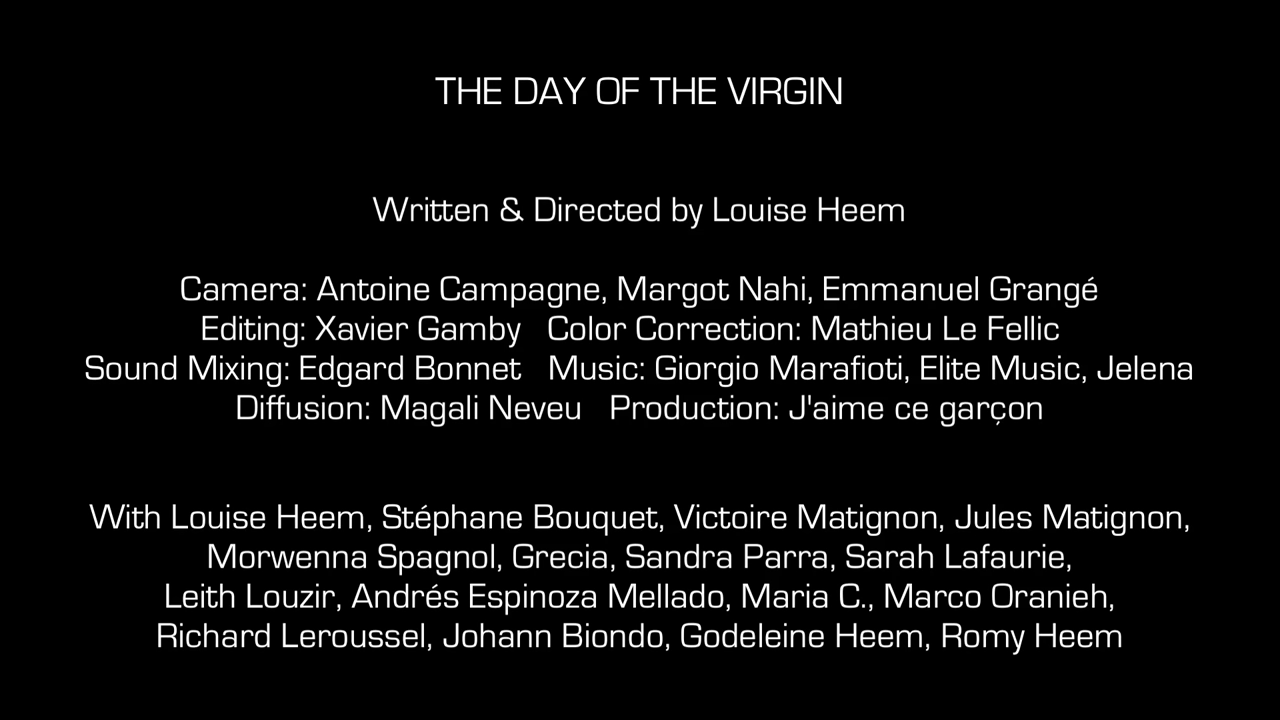 THE DAY OF THE VIRGIN
Written & Directed by Louise Heem
Camera: Antoine Campagne, Margot Nahi, Emmanuel Grangé
Editing: Xavier Gamby Color Correction: Mathieu Le Fellic
Sound Mixing: Edgard Bonnet Music: Giorgio Marafioti, Elite Music, Jelena
Diffusion: Magali Neveu Production: J'aime ce garçon
With Louise Heem, Stéphane Bouquet, Victoire Matignon, Jules Matignon,
Morwenna Spagnol, Grecia, Sandra Parra, Sarah Lafaurie,
Leith Louzir, Andrés Espinoza Mellado, Maria C., Marco Oranieh,
Richard Leroussel, Johann Biondo, Godeleine Heem, Romy Heem